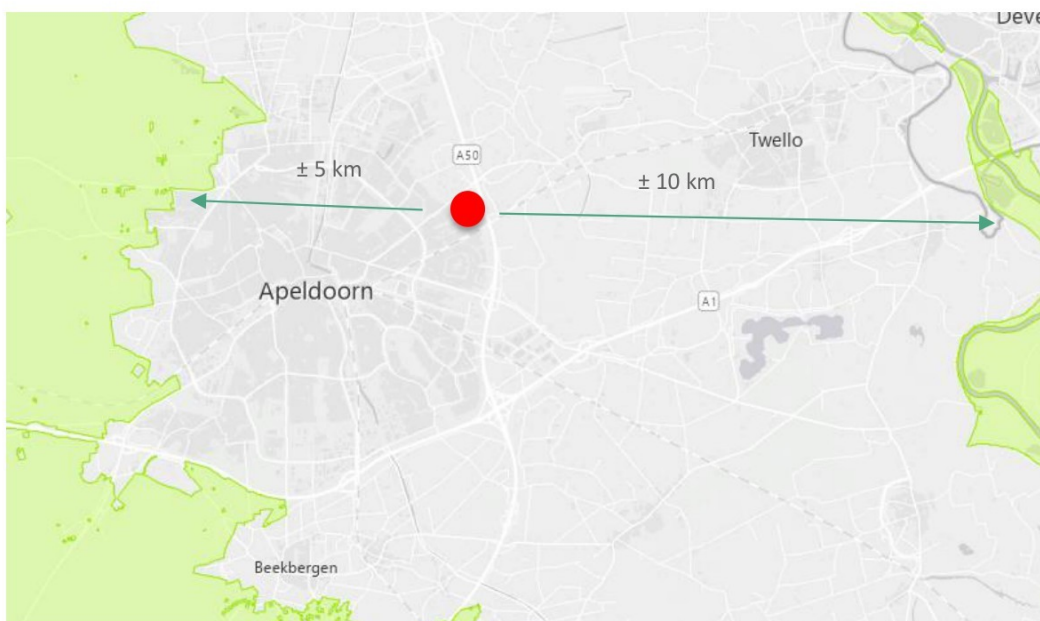 Deve
Twello
A50
± 5 km
± 10 km
Apeldoorn
A1
Beekbergen